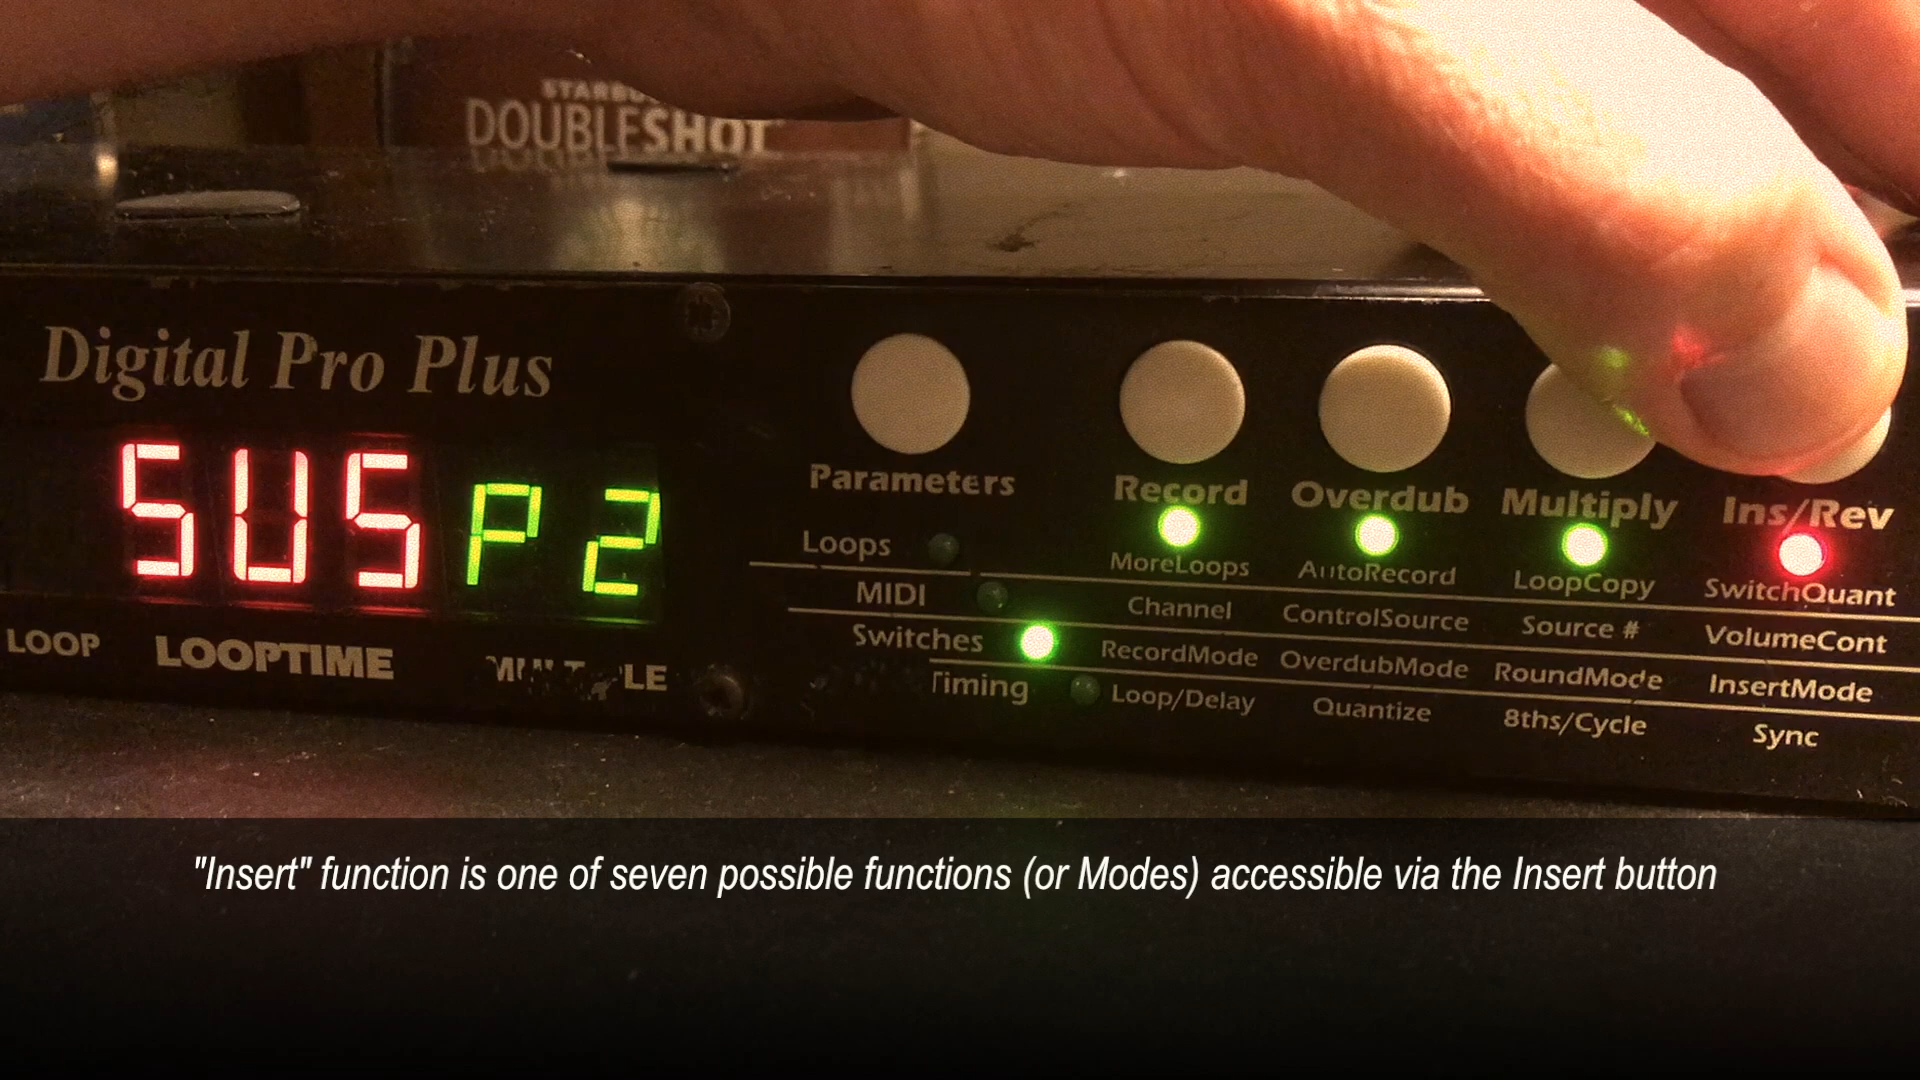 DOUBLESHOT
Digital Pro Plus
SUS P2
LOOP LOOPTIME
Parameters Record Overdub Multiply Ins/Rev
Loops MoreLoops AutoRecord LoopCopy SwitchQuant
MIDI Channel ControlSource Source # VolumeCont
Switches RecordMode OverdubMode RoundMode InsertMode
Timing Loop/Delay Quantize 8ths/Cycle Sync
"Insert" function is one of seven possible functions (or Modes) accessible via the Insert button